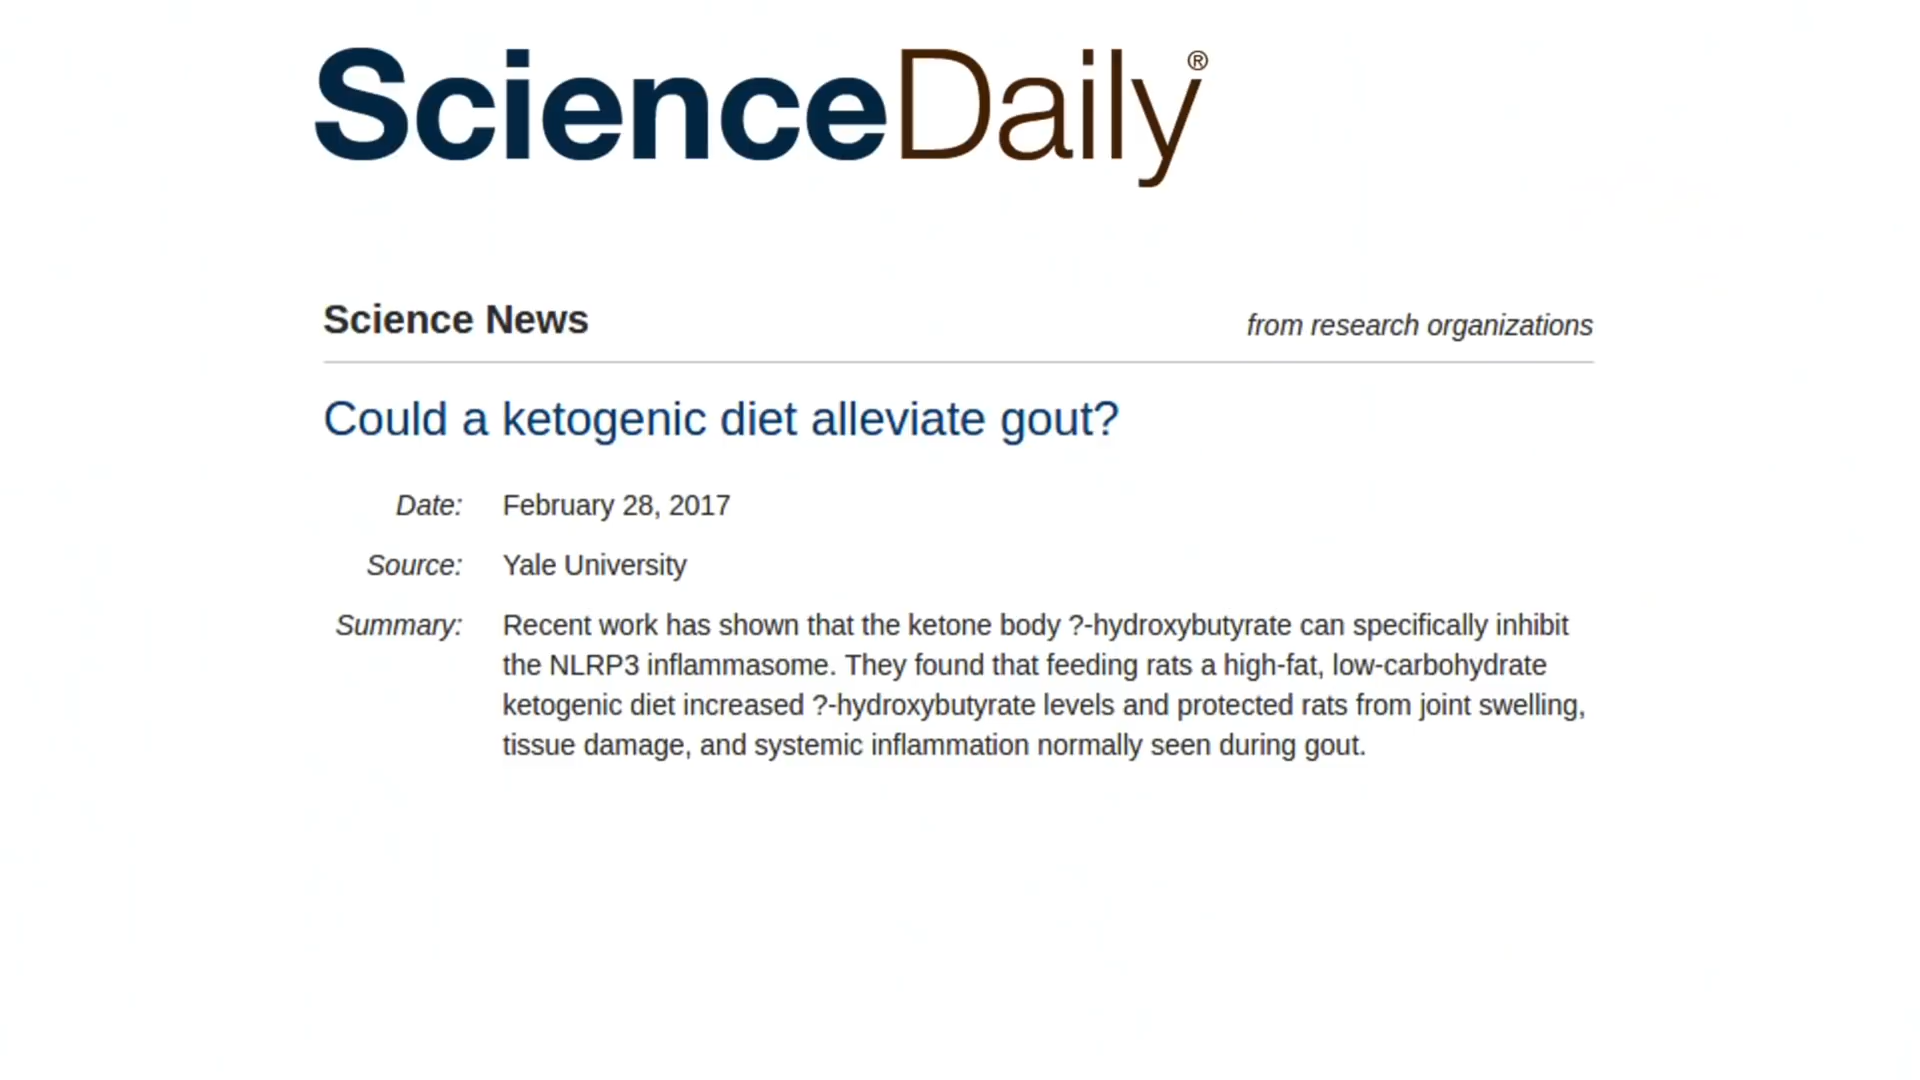 ScienceDaily®
Science News
from research organizations
Could a ketogenic diet alleviate gout?
Date: February 28, 2017
Source: Yale University
Summary: Recent work has shown that the ketone body ?-hydroxybutyrate can specifically inhibit
the NLRP3 inflammasome. They found that feeding rats a high-fat, low-carbohydrate
ketogenic diet increased ?-hydroxybutyrate levels and protected rats from joint swelling,
tissue damage, and systemic inflammation normally seen during gout.